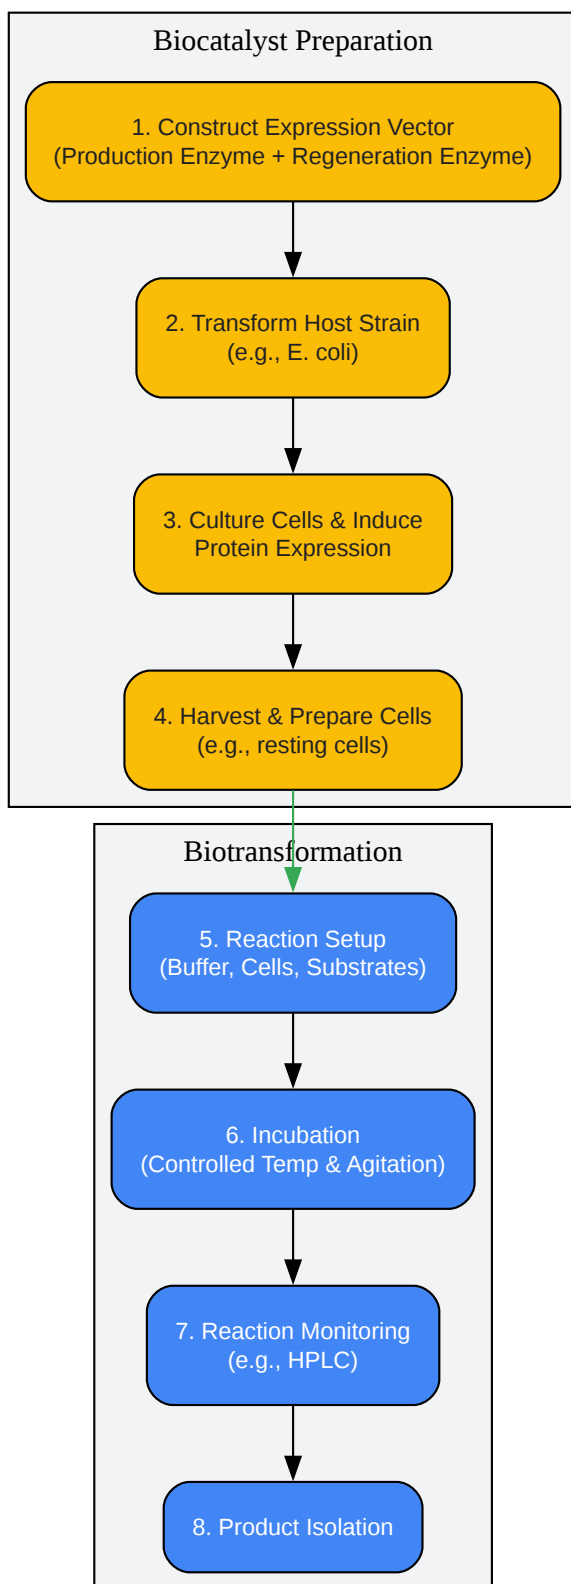 Biocatalyst Preparation
1. Construct Expression Vector
(Production Enzyme + Regeneration Enzyme)
2. Transform Host Strain
(e.g., E. coli)
3. Culture Cells & Induce
Protein Expression
4. Harvest & Prepare Cells
(e.g., resting cells)
Biotransformation
5. Reaction Setup
(Buffer, Cells, Substrates)
6. Incubation
(Controlled Temp & Agitation)
7. Reaction Monitoring
(e.g., HPLC)
8. Product Isolation